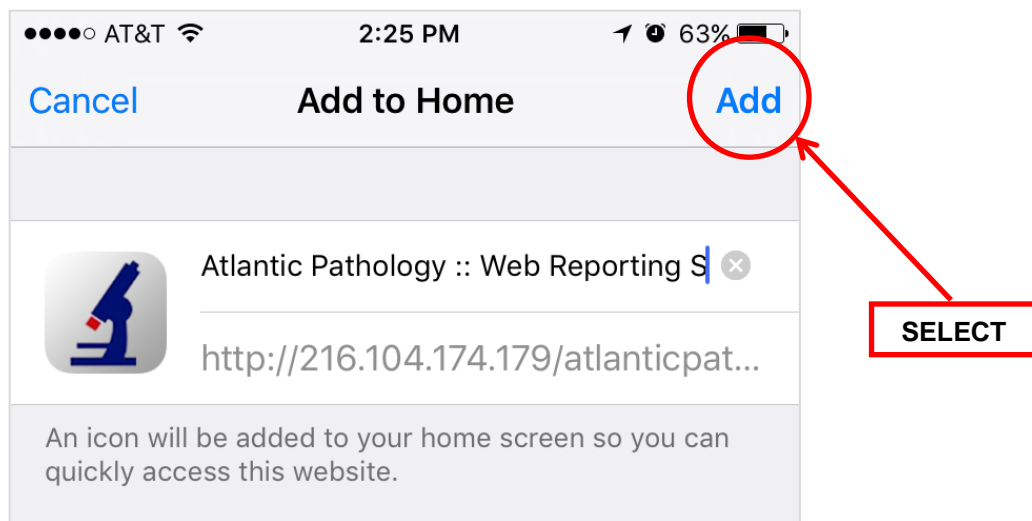 AT&T 2:25 PM 63%
Cancel Add to Home Add
Atlantic Pathology :: Web Reporting S
http://216.104.174.179/atlanticpat...
SELECT
An icon will be added to your home screen so you can
quickly access this website.